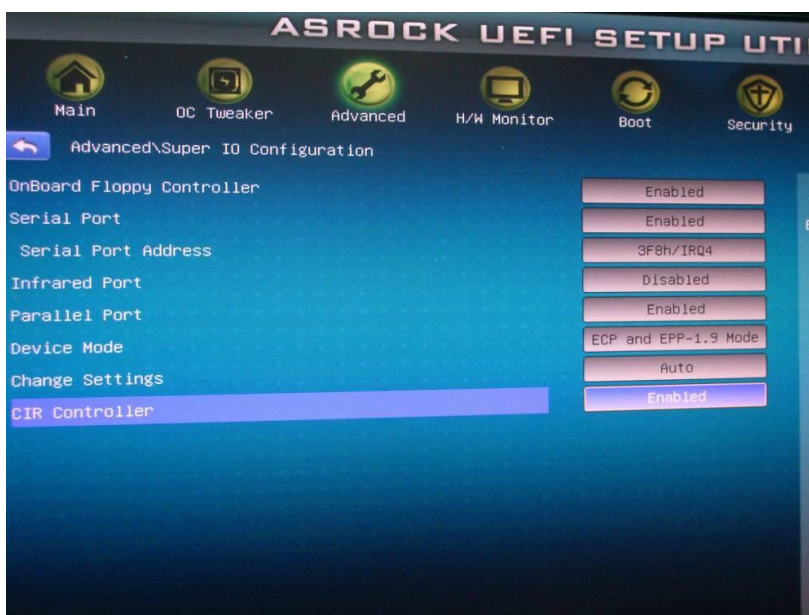 ASROCK UEFI SETUP UTI
Main OC Tweaker Advanced H/W Monitor Boot Security
Advanced\Super IO Configuration
OnBoard Floppy Controller Enabled
Serial Port Enabled
Serial Port Address 3F8h/IRQ4
Infrared Port Disabled
Parallel Port Enabled
Device Mode ECP and EPP-1.9 Mode
Change Settings Auto
CIR Controller Enabled